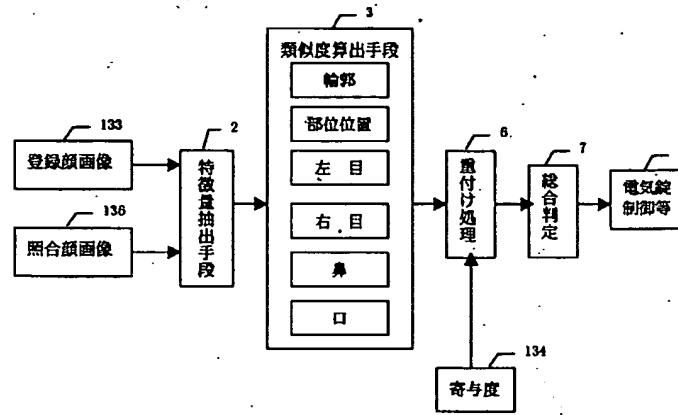 3
類似度算出手段
輪郭
部位位置
左 目
右 目
鼻
口
133
登録顔画像
136
照合顔画像
2
特徴量抽出手段
6
重付け処理
7
総合判定
電気錠
制御等
134
寄与度